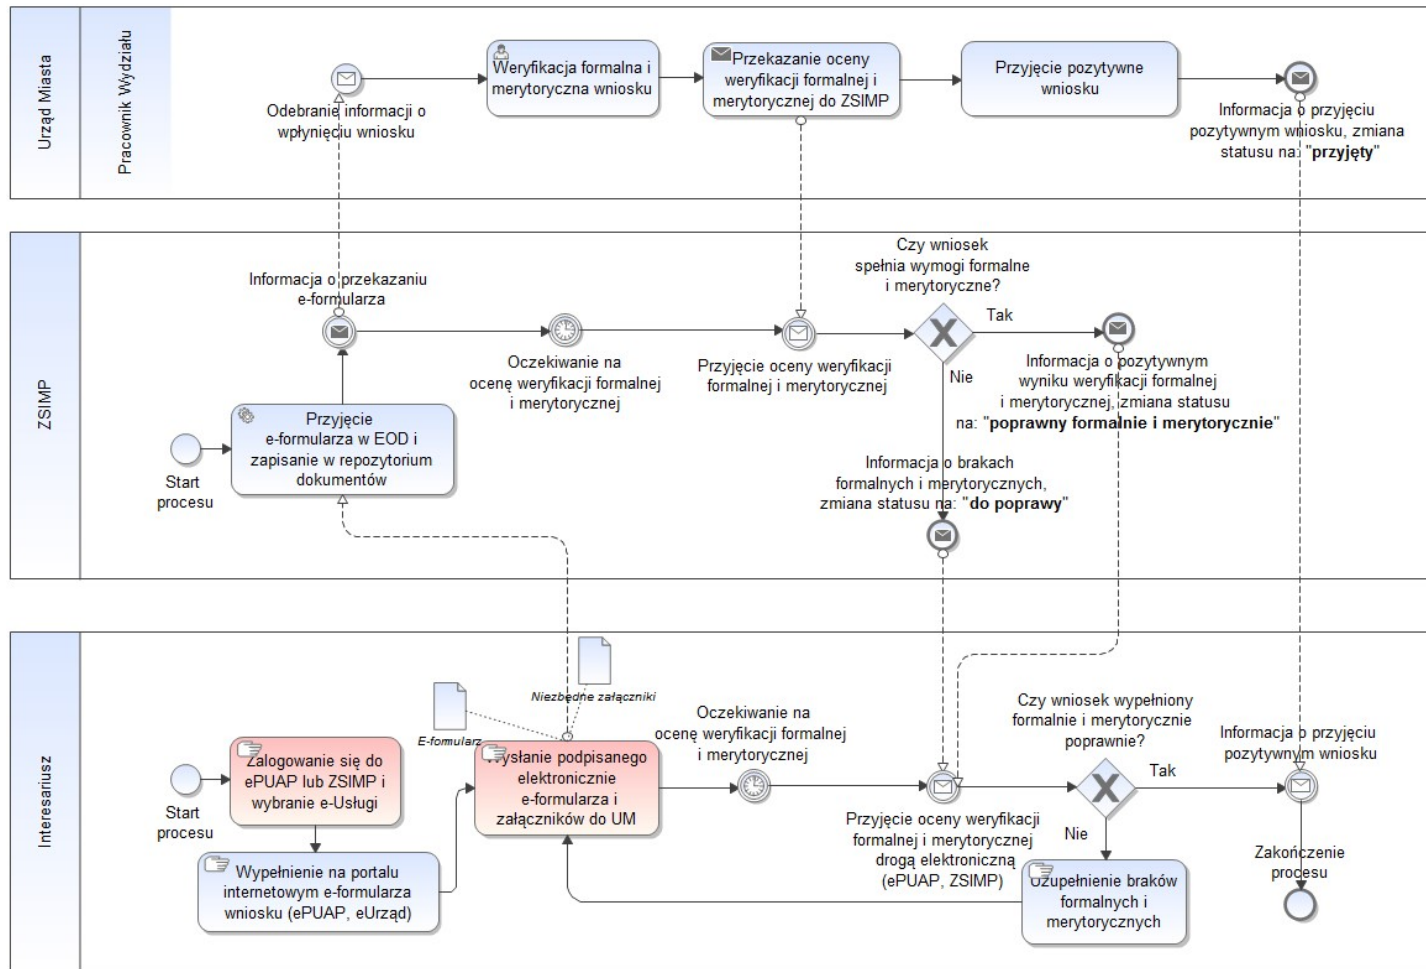 Urząd Miasta
Pracownik Wydziału
Odebranie informacji o
wpłynięciu wniosku
Weryfikacja formalna i
merytoryczna wniosku
Przekazanie oceny
weryfikacji formalnej i
merytorycznej do ZSIMP
Przyjęcie pozytywne
wniosku
Informacja o przyjęciu
pozytywnym wniosku, zmiana
statusu na: "przyjęty"
ZSIMP
Start
procesu
Przyjęcie
e-formularza w EOD i
zapisanie w repozytorium
dokumentów
Informacja o przekazaniu
e-formularza
Oczekiwanie na
ocenę weryfikacji formalnej
i merytorycznej
Przyjęcie oceny weryfikacji
formalnej i merytorycznej
Czy wniosek
spełnia wymogi formalne
i merytoryczne?
X
Tak
Nie
Informacja o pozytywnym
wyniku weryfikacji formalnej
i merytorycznej, zmiana statusu
na: "poprawny formalnie i merytorycznie"
Informacja o brakach
formalnych i merytorycznych,
zmiana statusu na: "do poprawy"
Interesariusz
Start
procesu
Zalogowanie się do
ePUAP lub ZSIMP i
wybranie e-Usługi
Wypełnienie na portalu
internetowym e-formularza
wniosku (ePUAP, eUrząd)
E-formularz
Niezbędne załączniki
Wysłanie podpisanego
elektronicznie
e-formularza i
załączników do UM
Oczekiwanie na
ocenę weryfikacji formalnej
i merytorycznej
Przyjęcie oceny weryfikacji
formalnej i merytorycznej
drogą elektroniczną
(ePUAP, ZSIMP)
Czy wniosek wypełniony
formalnie i merytorycznie
poprawnie?
X
Tak
Nie
Uzupełnienie braków
formalnych i
merytorycznych
Informacja o przyjęciu
pozytywnym wniosku
Zakończenie
procesu